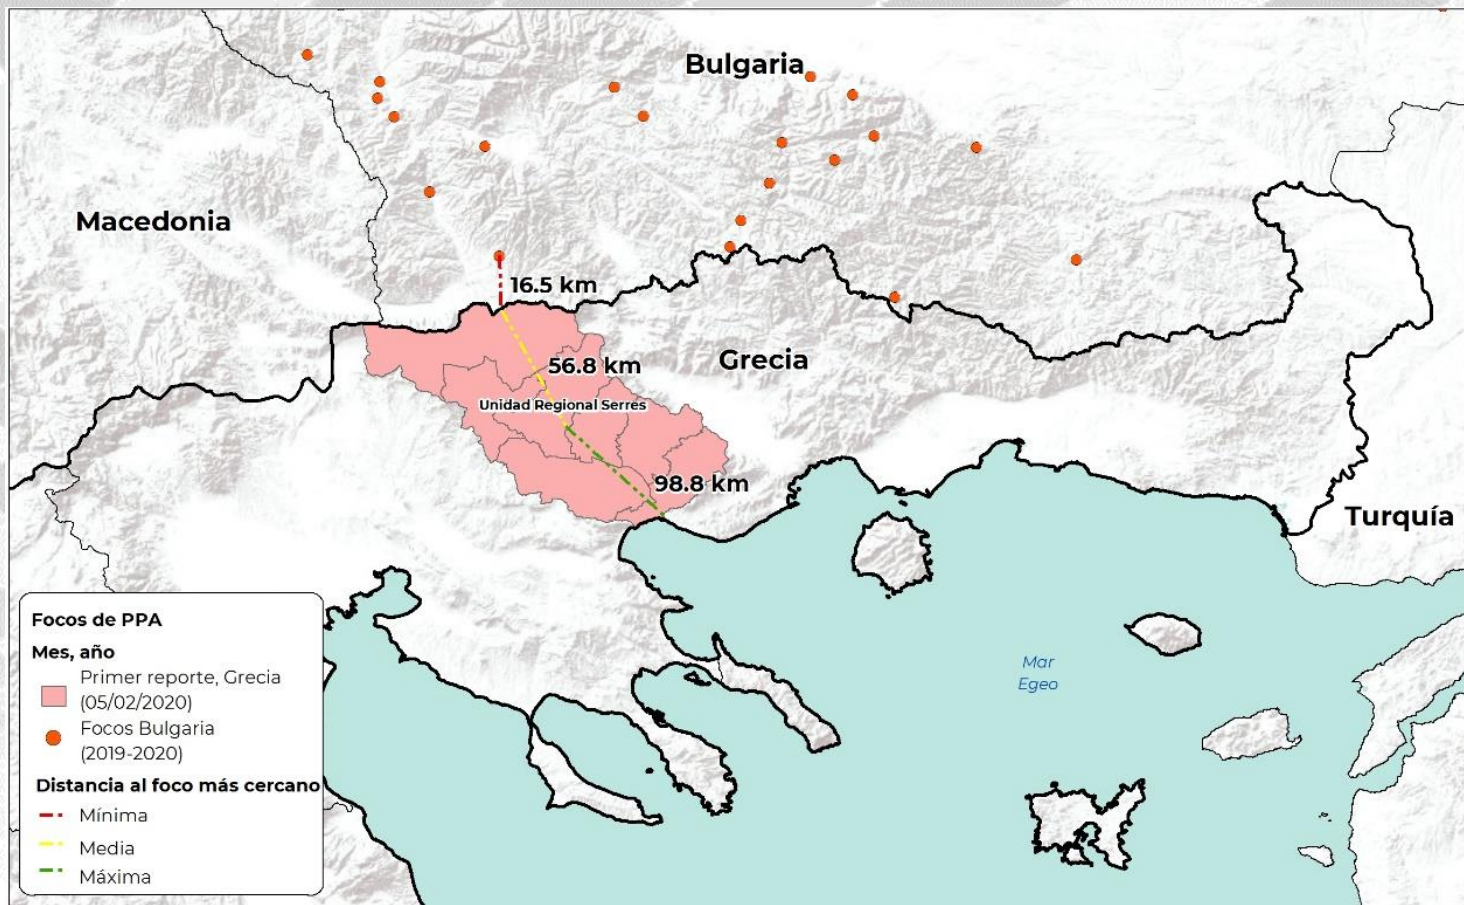 Bulgaria
Macedonia
16.5 km
56.8 km
Grecia
Unidad Regional Serres
98.8 km
Turquía
Mar
Egeo
Focos de PPA
Mes, año
Primer reporte, Grecia
(05/02/2020)
Focos Bulgaria
(2019-2020)
Distancia al foco más cercano
Mínima
Media
Máxima